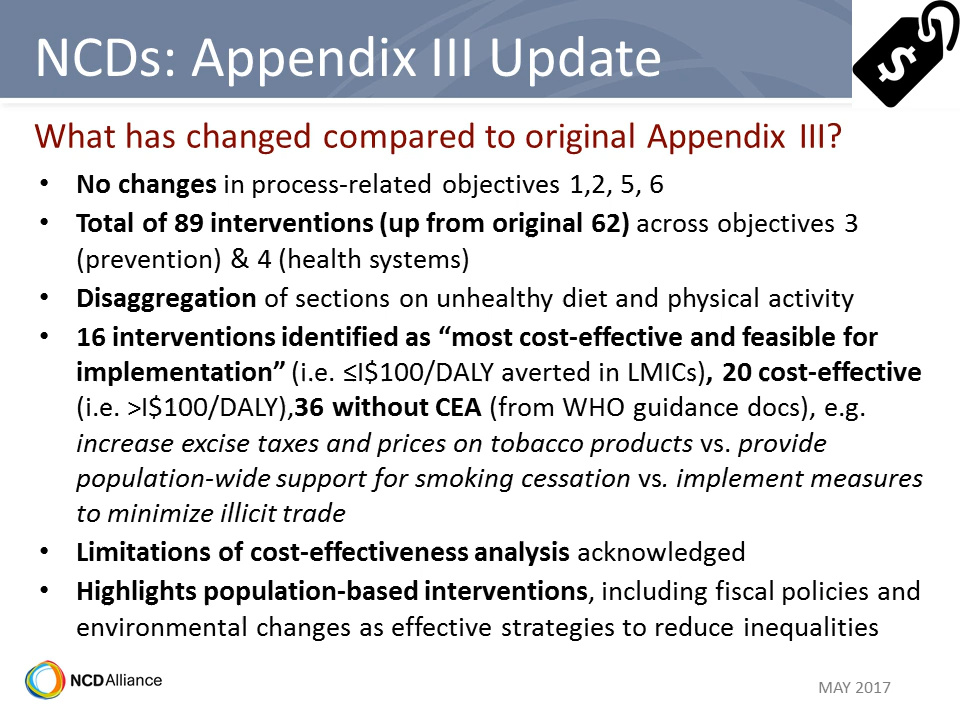 NCDs: Appendix III Update
$
What has changed compared to original Appendix III?
• No changes in process-related objectives 1,2, 5, 6
• Total of 89 interventions (up from original 62) across objectives 3
(prevention) & 4 (health systems)
• Disaggregation of sections on unhealthy diet and physical activity
• 16 interventions identified as “most cost-effective and feasible for
implementation” (i.e. ≤I$100/DALY averted in LMICs), 20 cost-effective
(i.e. >I$100/DALY),36 without CEA (from WHO guidance docs), e.g.
increase excise taxes and prices on tobacco products vs. provide
population-wide support for smoking cessation vs. implement measures
to minimize illicit trade
• Limitations of cost-effectiveness analysis acknowledged
• Highlights population-based interventions, including fiscal policies and
environmental changes as effective strategies to reduce inequalities
NCDAlliance
MAY 2017